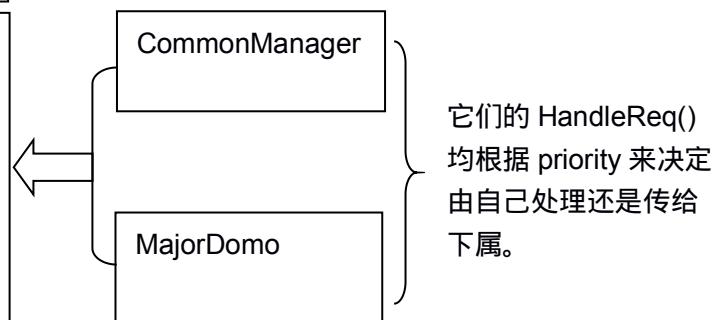 CommonManager
MajorDomo
它们的 HandleReq()
均根据 priority 来决定
由自己处理还是传给
下属。